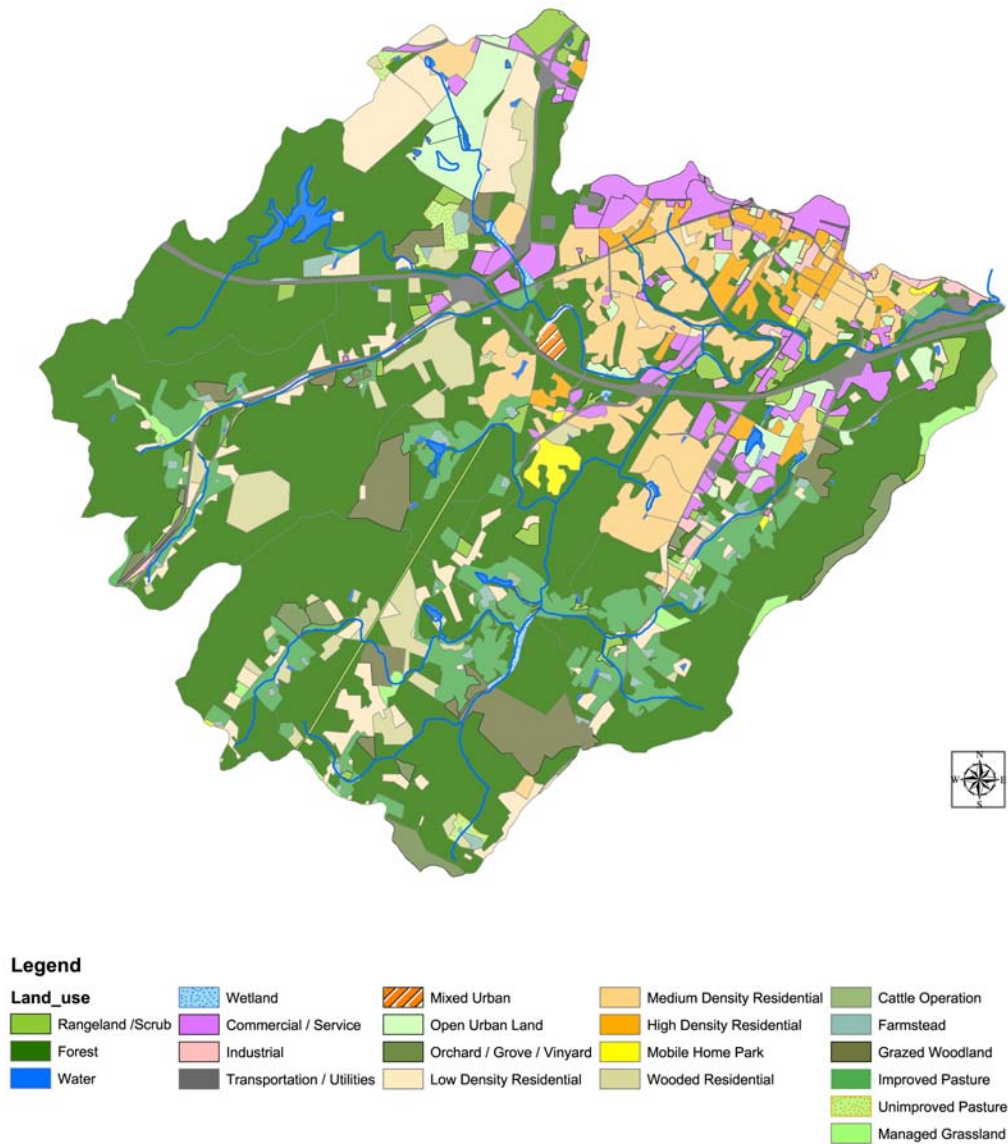 N
W E
S
Legend
Land_use
Rangeland /Scrub
Forest
Water
Wetland
Commercial / Service
Industrial
Transportation / Utilities
Mixed Urban
Open Urban Land
Orchard / Grove / Vinyard
Low Density Residential
Medium Density Residential
High Density Residential
Mobile Home Park
Wooded Residential
Cattle Operation
Farmstead
Grazed Woodland
Improved Pasture
Unimproved Pasture
Managed Grassland